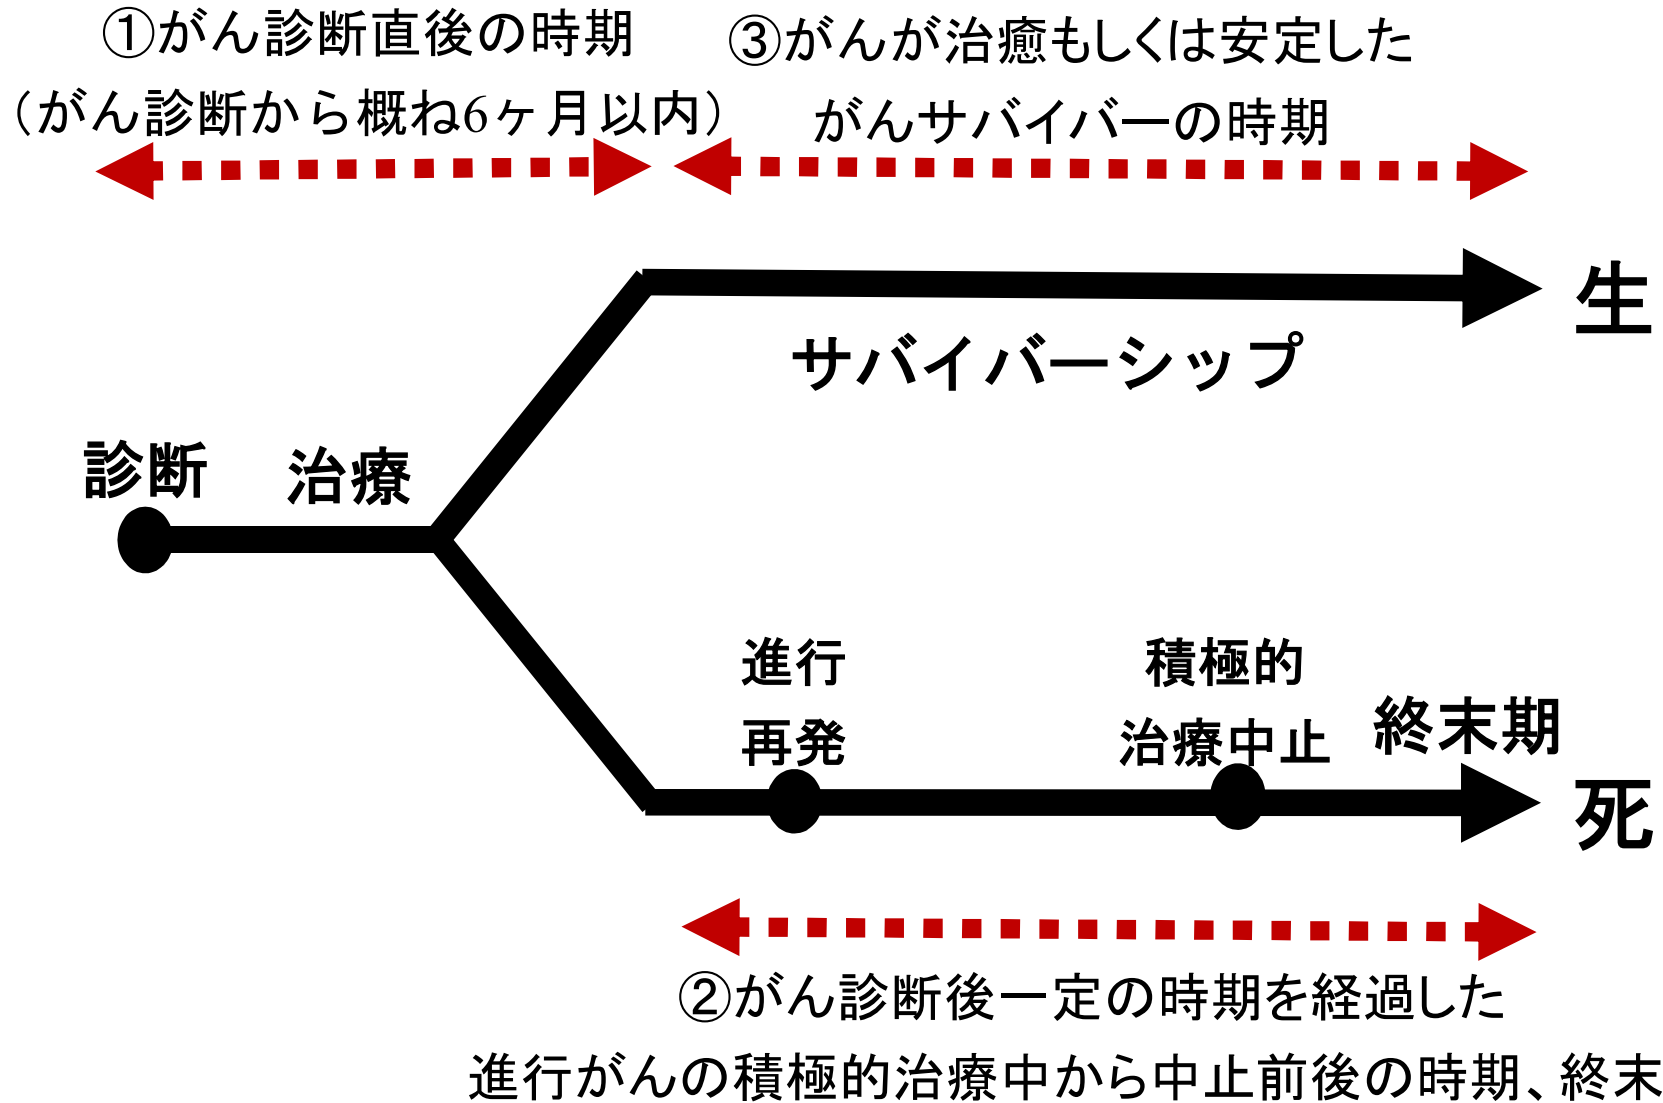 ①がん診断直後の時期
(がん診断から概ね6ヶ月以内)
③がんが治癒もしくは安定した
がんサバイバーの時期
生
サバイバーシップ
診断
治療
進行
再発
積極的
治療中止
終末期
死
②がん診断後一定の時期を経過した
進行がんの積極的治療中から中止前後の時期、終末